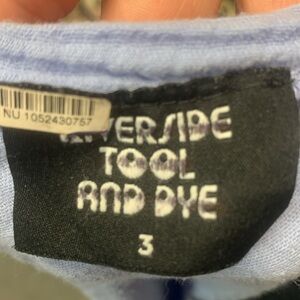 NU 1052430757
RIVERSIDE
TOOL
AND DYE
3